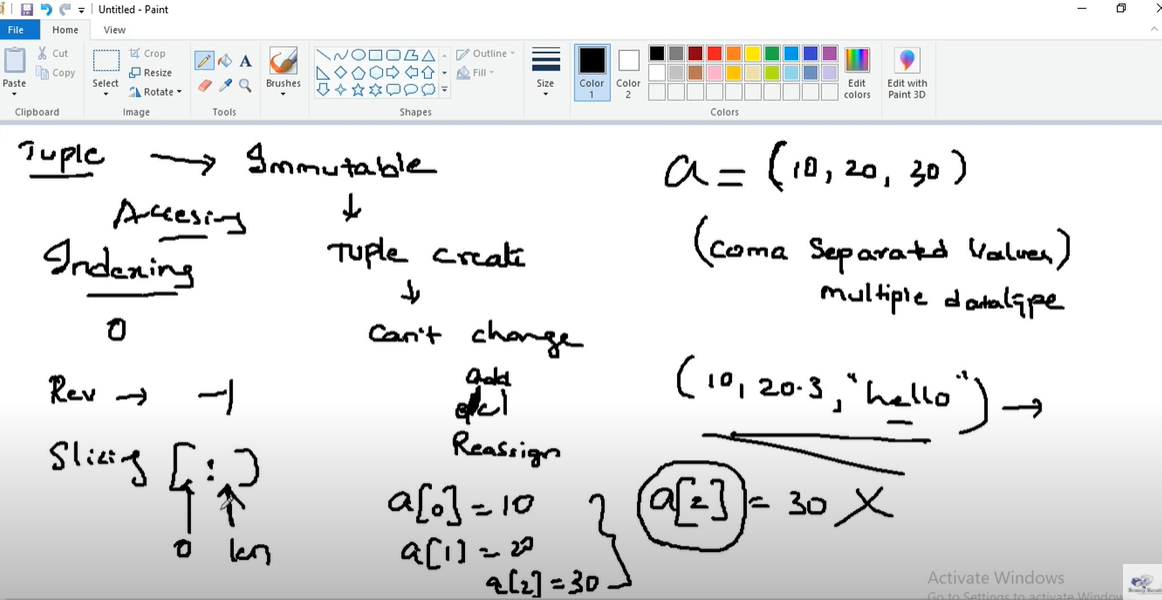 Untitled - Paint
File
Home
View
Paste
Cut
Copy
Clipboard
Select
Crop
Resize
Rotate
Image
Tools
Brushes
Outline
Fill
Shapes
Size
Color 1
Color 2
Colors
Edit colors
Edit with Paint 3D
Tuple → Immutable
↓
Tuple create
↓
Can't change
add
del
Reassign
Accesing
Indexing
0
Rev → -1
Slicing [:]
0 len
a[0] = 10
a[1] = 20
a[2] = 30
a = (10, 20, 30)
(Coma Separated Values)
multiple datatype
(10, 20.3, "hello") →
a[2] = 30 X
Activate Windows
Go to Settings to activate Window